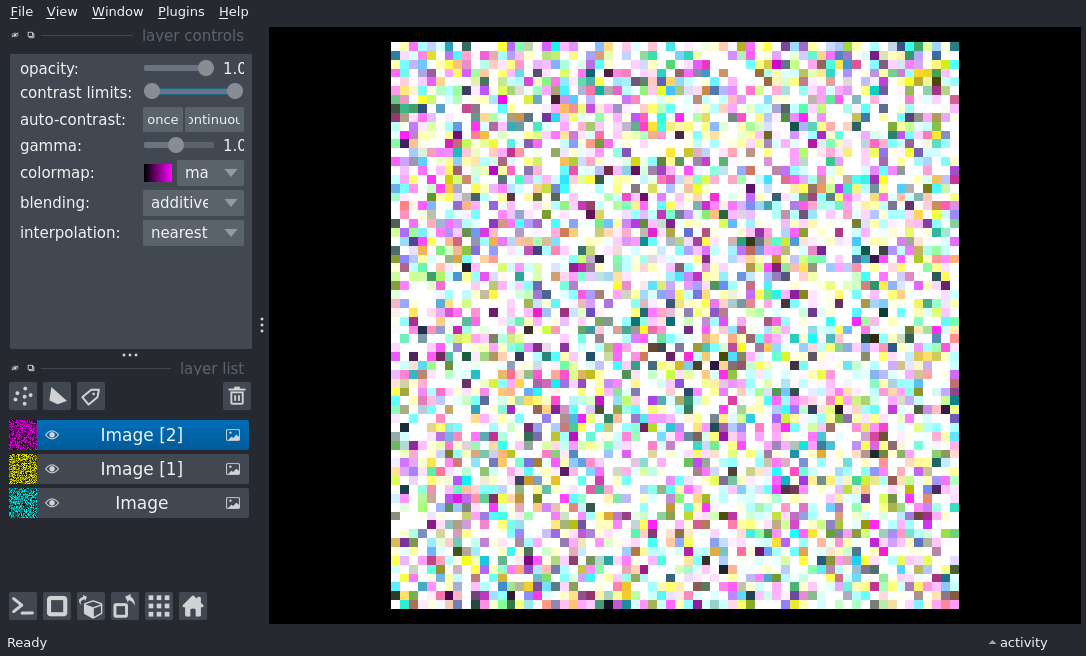 File View Window Plugins Help
layer controls
opacity: 1.0
contrast limits:
auto-contrast: once ontinuou
gamma: 1.0
colormap: ma
blending: additive
interpolation: nearest
layer list
Image [2]
Image [1]
Image
Ready activity